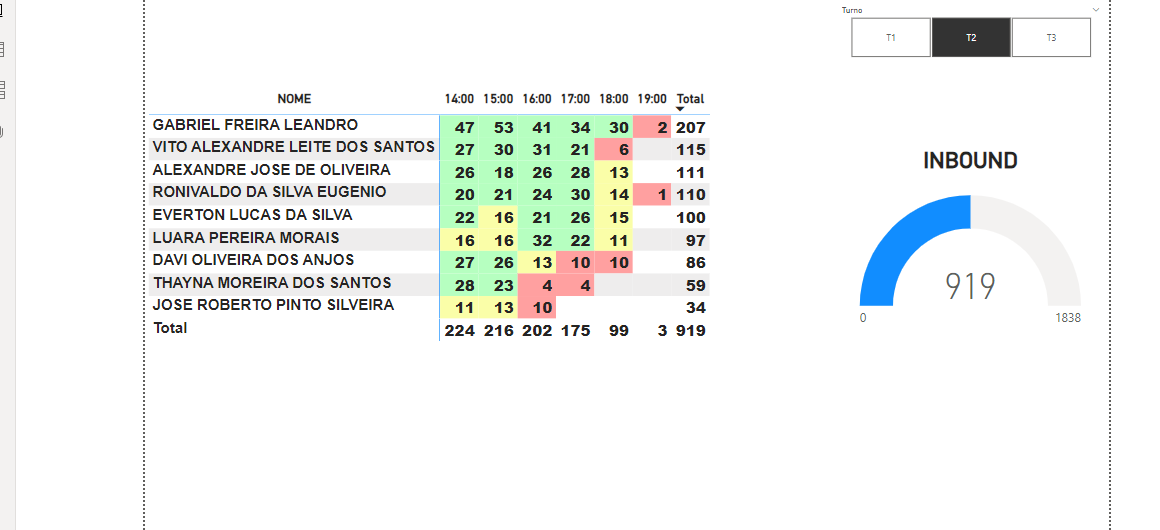 Turno
T1 T2 T3
NOME 14:00 15:00 16:00 17:00 18:00 19:00 Total
GABRIEL FREIRA LEANDRO 47 53 41 34 30 2 207
VITO ALEXANDRE LEITE DOS SANTOS 27 30 31 21 6 115
ALEXANDRE JOSE DE OLIVEIRA 26 18 26 28 13 111
RONIVALDO DA SILVA EUGENIO 20 21 24 30 14 1 110
EVERTON LUCAS DA SILVA 22 16 21 26 15 100
LUARA PEREIRA MORAIS 16 16 32 22 11 97
DAVI OLIVEIRA DOS ANJOS 27 26 13 10 10 86
THAYNA MOREIRA DOS SANTOS 28 23 4 4 59
JOSE ROBERTO PINTO SILVEIRA 11 13 10 34
Total 224 216 202 175 99 3 919
INBOUND
919
0 1838